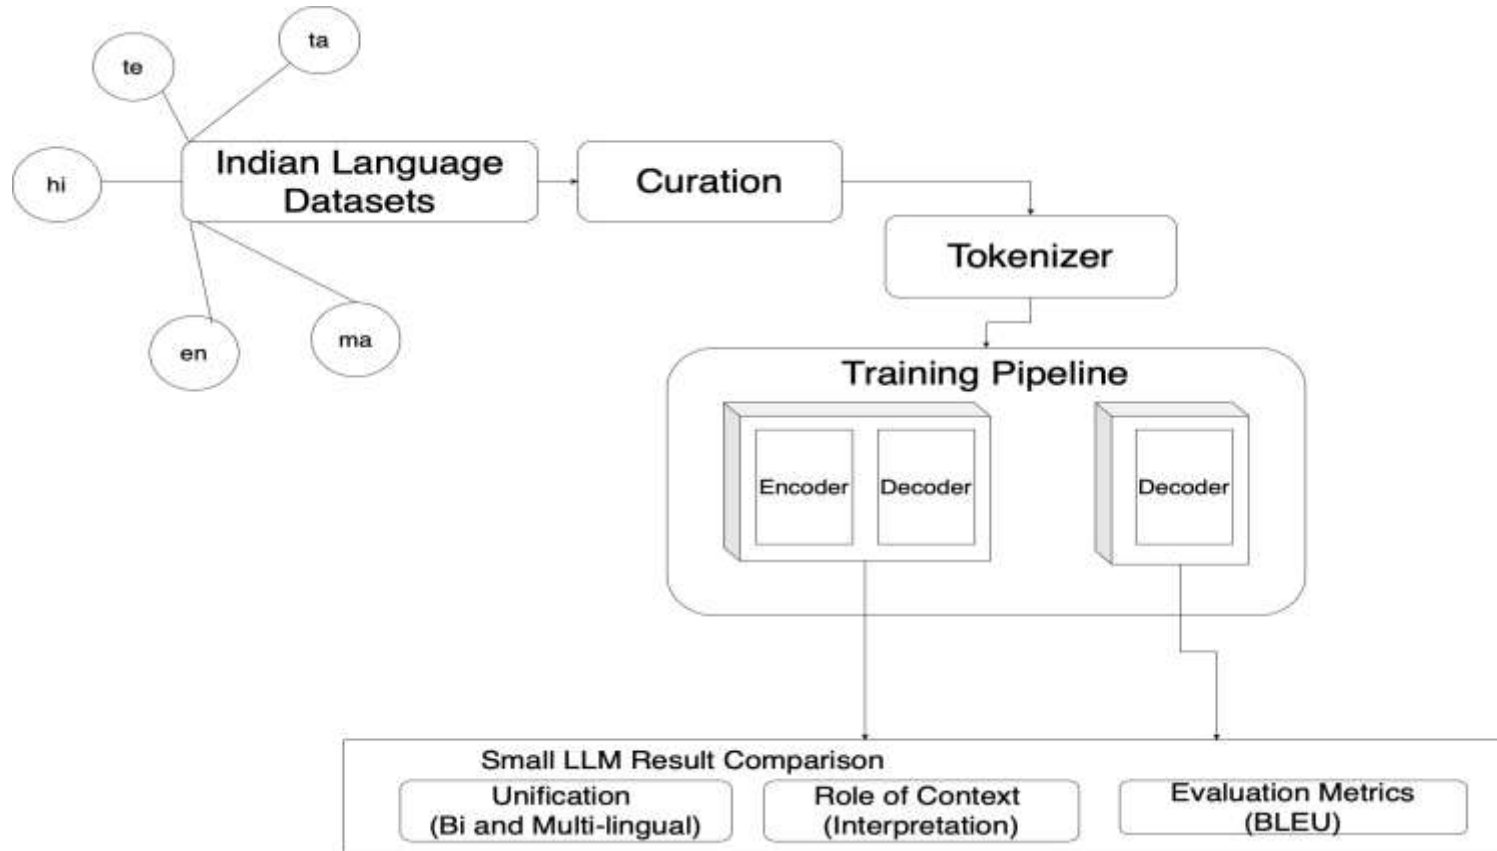 ta
te
hi
Indian Language
Datasets
Curation
Tokenizer
en
ma
Training Pipeline
Encoder
Decoder
Decoder
Small LLM Result Comparison
Unification
(Bi and Multi-lingual)
Role of Context
(Interpretation)
Evaluation Metrics
(BLEU)